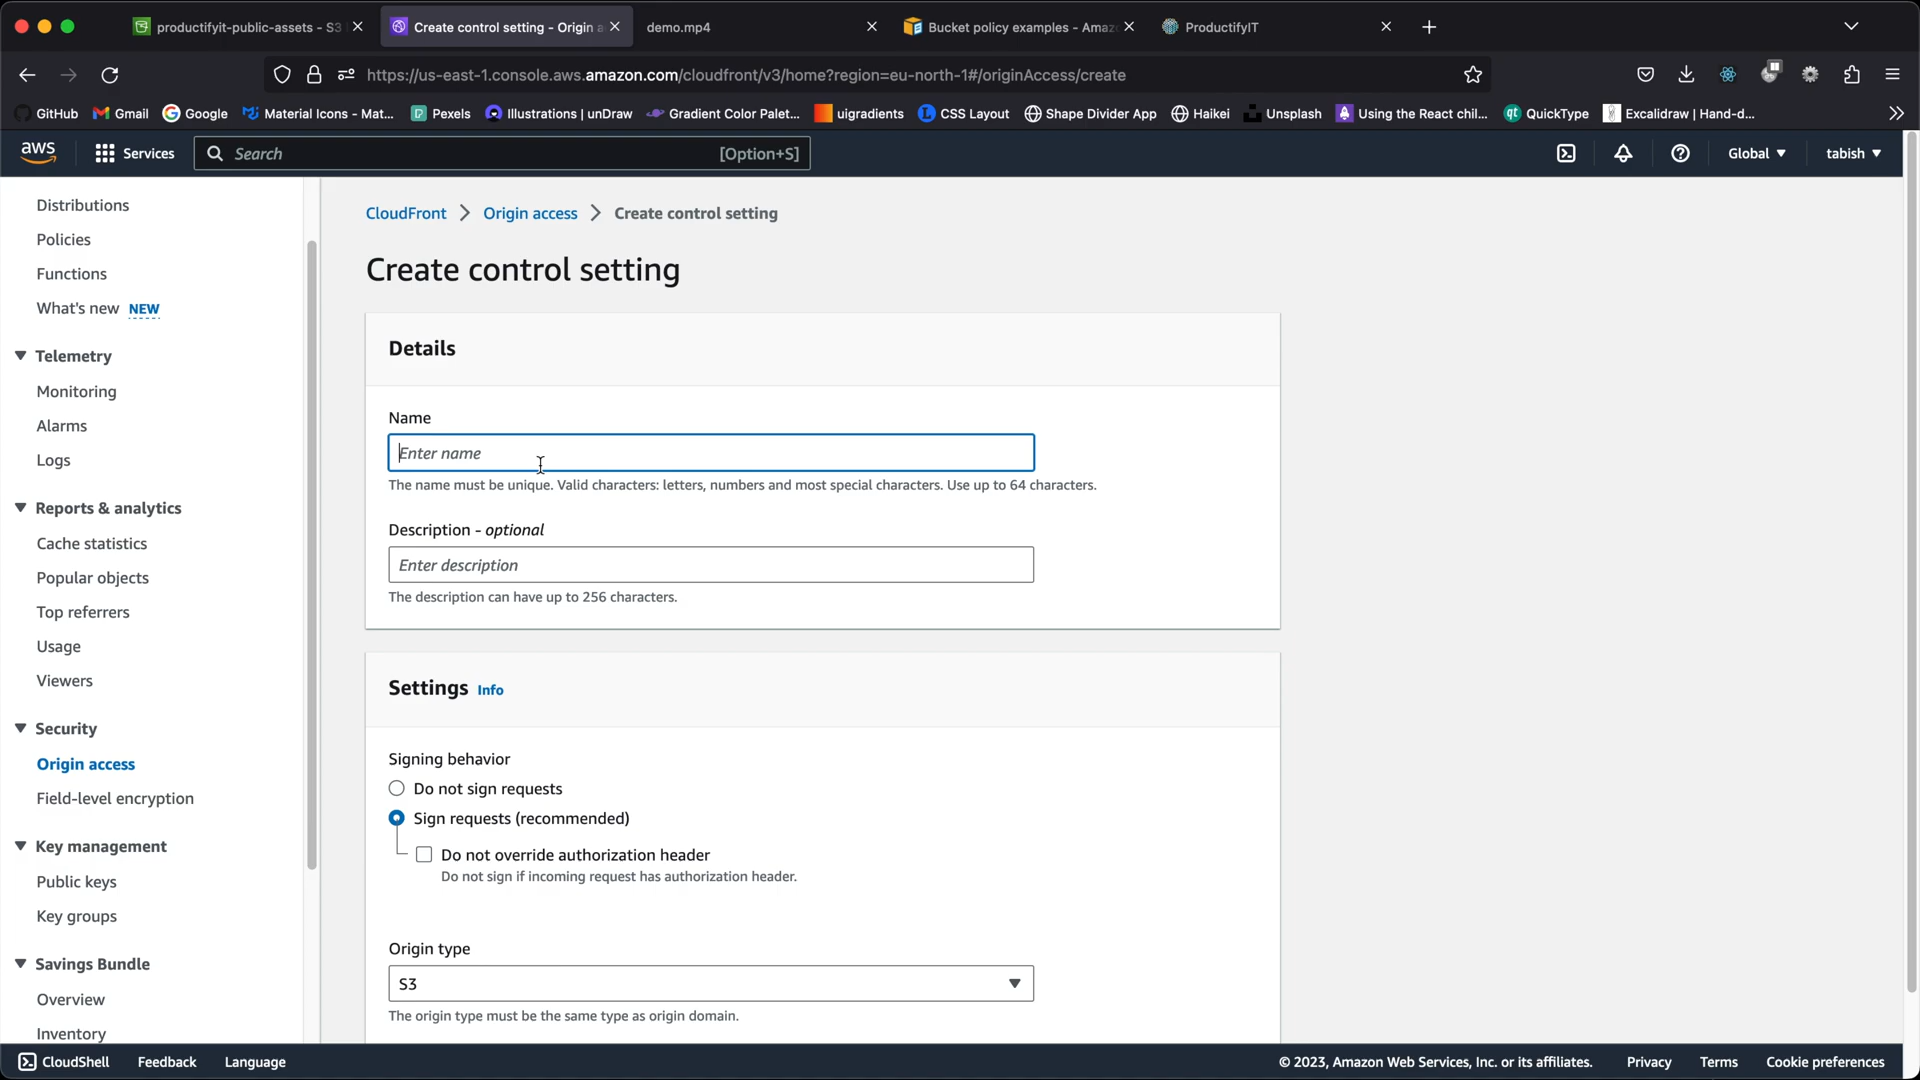 productifyit-public-assets - S3
Create control setting - Origin a
demo.mp4
Bucket policy examples - Amaz
ProductifyIT
https://us-east-1.console.aws.amazon.com/cloudfront/v3/home?region=eu-north-1#/originAccess/create
GitHub
Gmail
Google
Material Icons - Mat...
Pexels
Illustrations | unDraw
Gradient Color Palet...
uigradients
CSS Layout
Shape Divider App
Haikei
Unsplash
Using the React chil...
QuickType
Excalidraw | Hand-d...
aws
Services
Search
[Option+S]
Global
tabish
Distributions
Policies
Functions
What's new NEW
Telemetry
Monitoring
Alarms
Logs
Reports & analytics
Cache statistics
Popular objects
Top referrers
Usage
Viewers
Security
Origin access
Field-level encryption
Key management
Public keys
Key groups
Savings Bundle
Overview
Inventory
CloudFront
Origin access
Create control setting
Create control setting
Details
Name
Enter name
The name must be unique. Valid characters: letters, numbers and most special characters. Use up to 64 characters.
Description - optional
Enter description
The description can have up to 256 characters.
Settings Info
Signing behavior
Do not sign requests
Sign requests (recommended)
Do not override authorization header
Do not sign if incoming request has authorization header.
Origin type
S3
The origin type must be the same type as origin domain.
CloudShell
Feedback
Language
© 2023, Amazon Web Services, Inc. or its affiliates.
Privacy
Terms
Cookie preferences